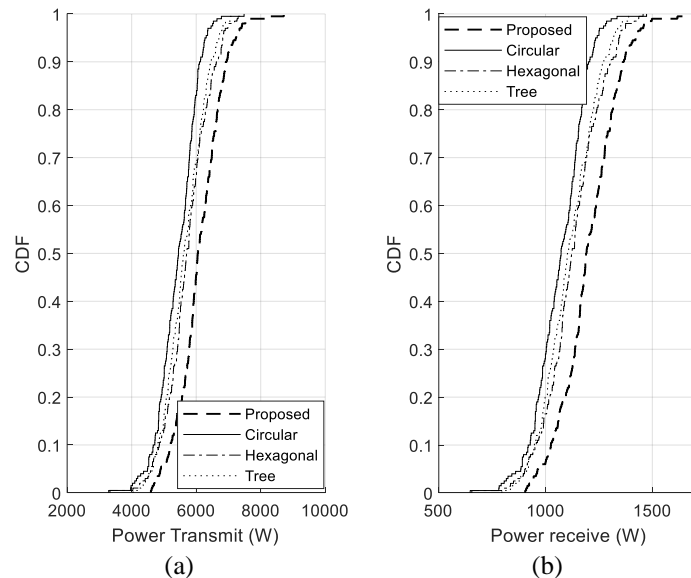 1
0.9
0.8
0.7
0.6
0.5
0.4
0.3
0.2
0.1
0
CDF
2000 4000 6000 8000 10000
Power Transmit (W)
Proposed
Circular
Hexagonal
Tree
(a)
1
0.9
0.8
0.7
0.6
0.5
0.4
0.3
0.2
0.1
0
CDF
500 1000 1500
Power receive (W)
Proposed
Circular
Hexagonal
Tree
(b)